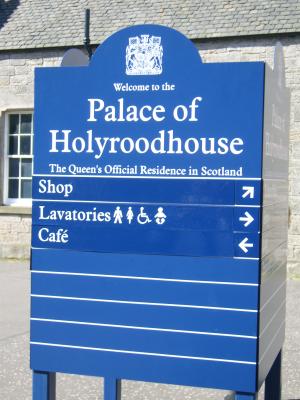 Welcome to the
Palace of
Holyroodhouse
The Queen's Official Residence in Scotland
Shop
Lavatories
Café